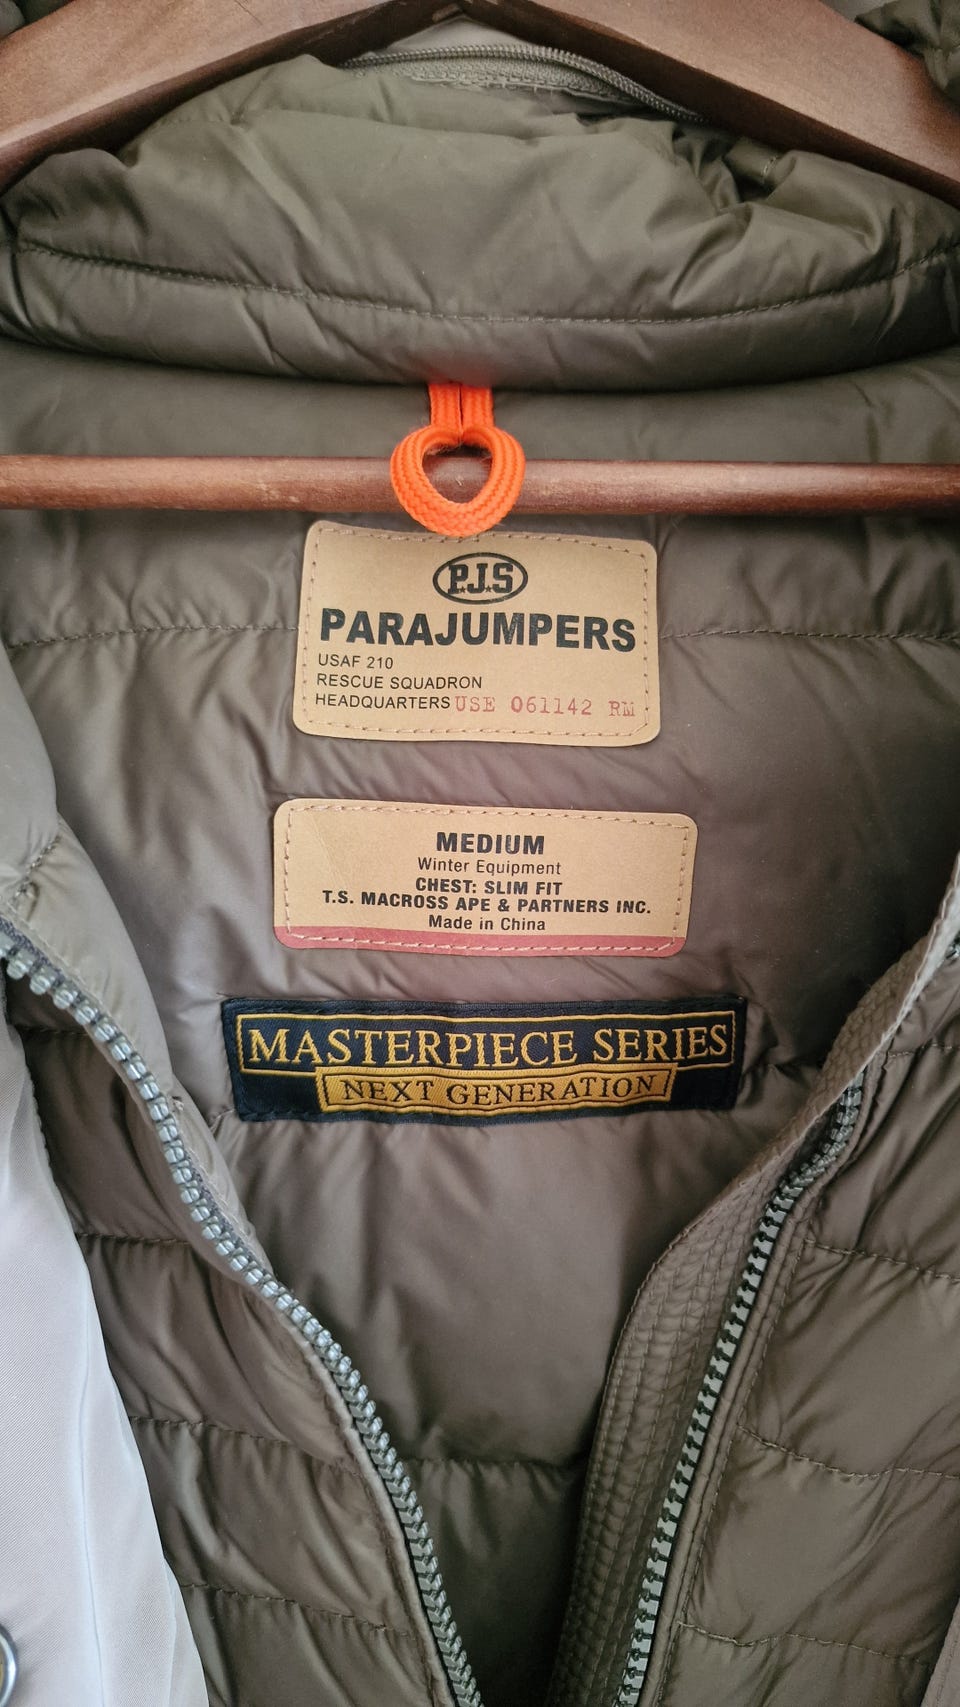 P.J.S
PARAJUMPERS
USAF 210
RESCUE SQUADRON
HEADQUARTERS USE 061142 RM
MEDIUM
Winter Equipment
CHEST: SLIM FIT
T.S. MACROSS APE & PARTNERS INC.
Made in China
MASTERPIECE SERIES
NEXT GENERATION